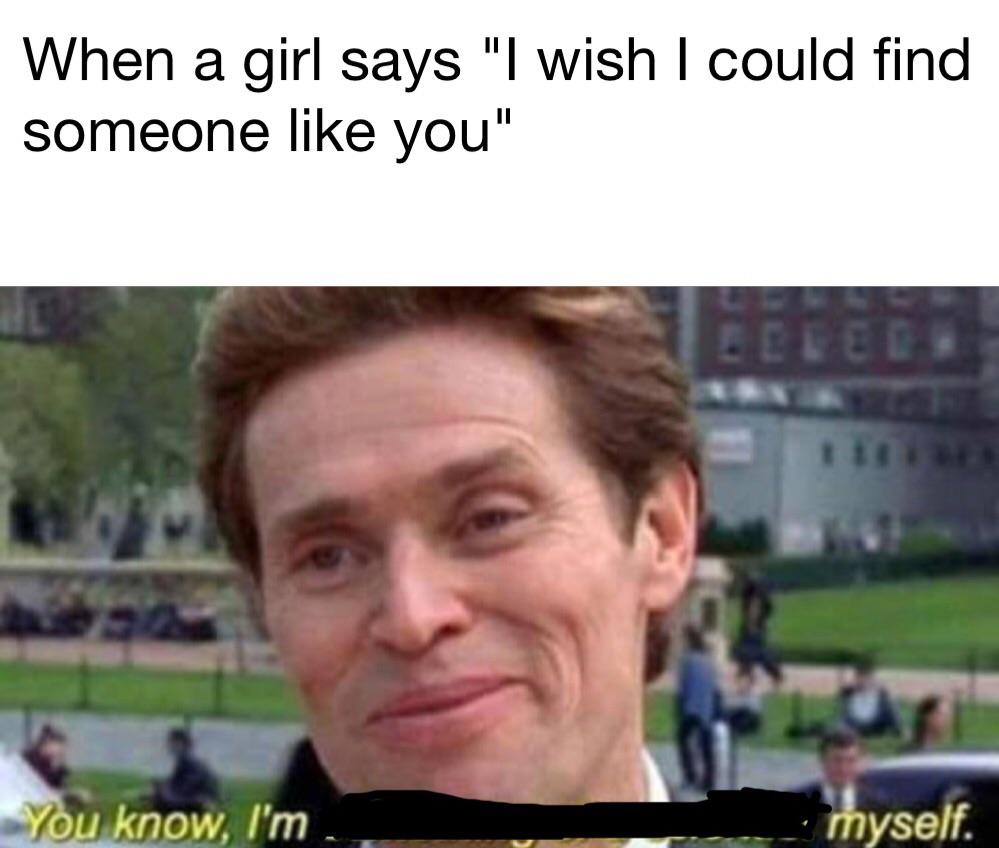 When a girl says "I wish I could find
someone like you"
You know, I'm myself.